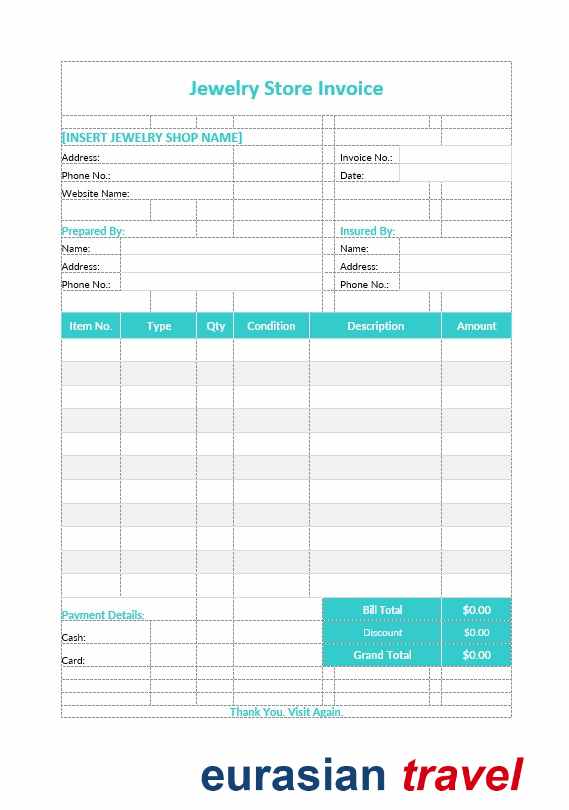 Jewelry Store Invoice
[INSERT JEWELRY SHOP NAME]
Address: Invoice No.:
Phone No.: Date:
Website Name:
Prepared By: Insured By:
Name: Name:
Address: Address:
Phone No.: Phone No.:
Item No. Type Qty Condition Description Amount
Bill Total $0.00
Payment Details:
Discount $0.00
Cash:
Grand Total $0.00
Card:
Thank You. Visit Again.
eurasian travel